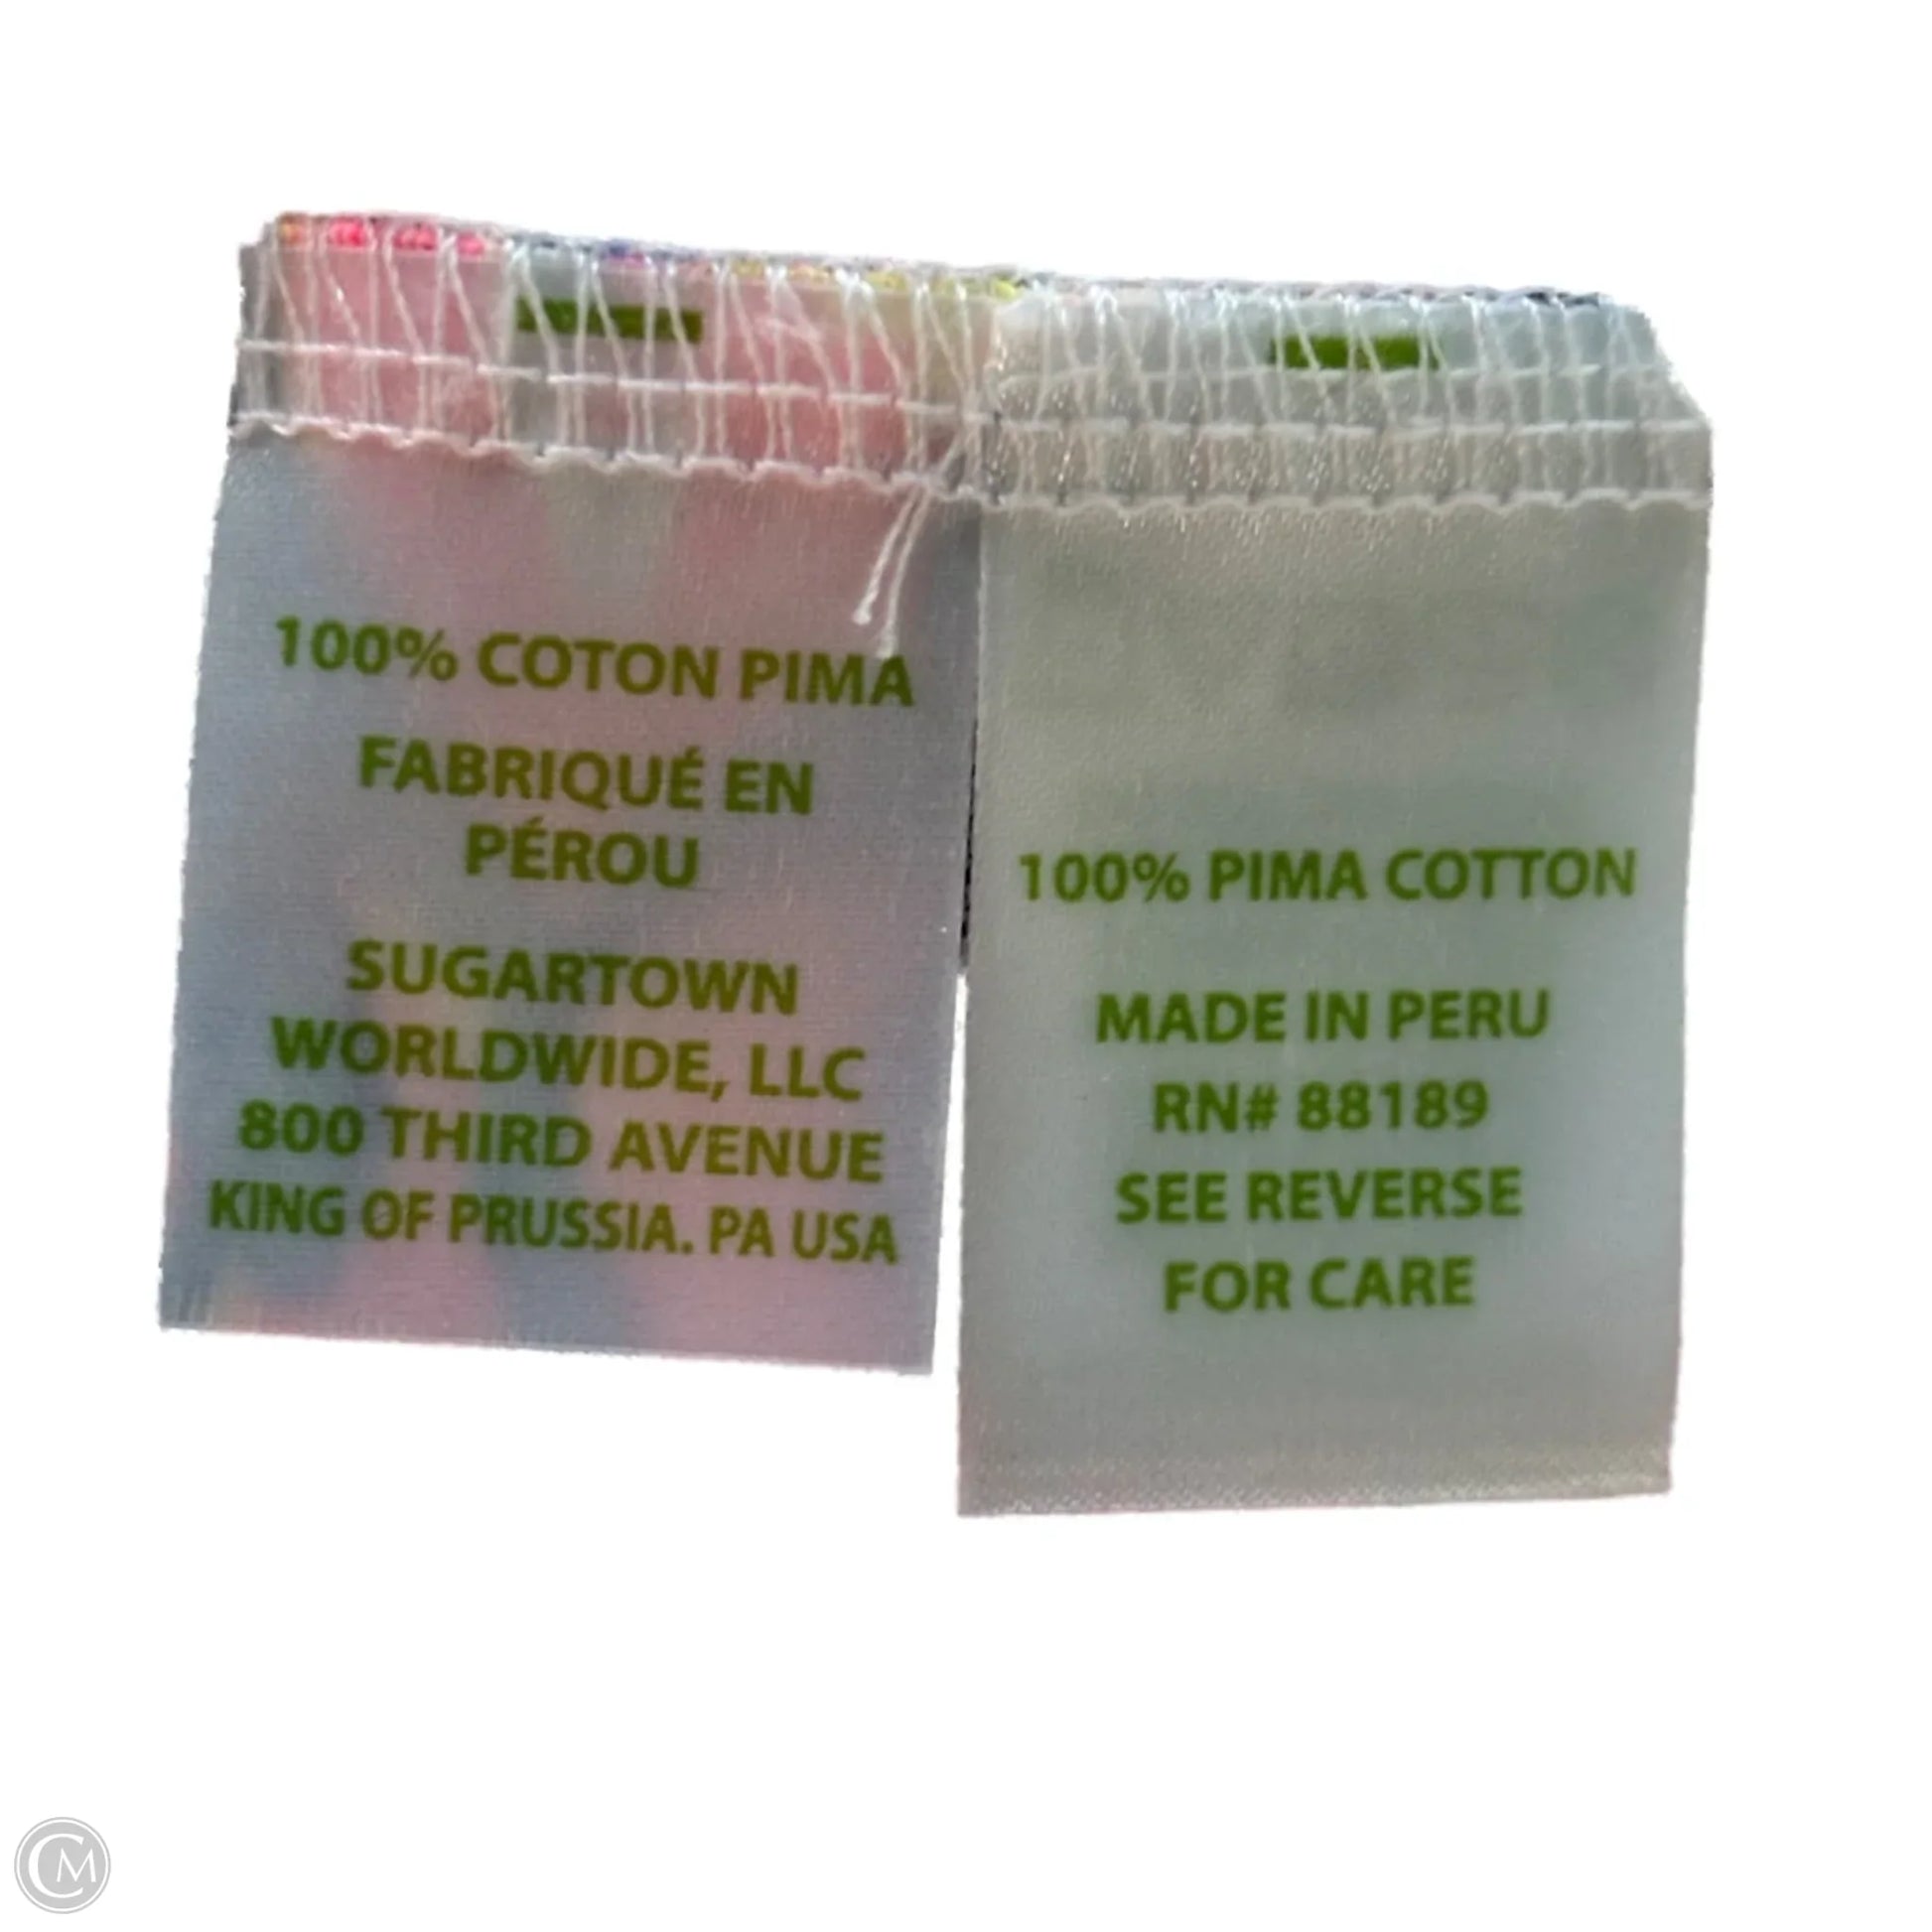 100% COTON PIMA
FABRIQUÉ EN
PÉROU
SUGARTOWN
WORLDWIDE, LLC
800 THIRD AVENUE
KING OF PRUSSIA. PA USA
100% PIMA COTTON
MADE IN PERU
RN# 88189
SEE REVERSE
FOR CARE
CM